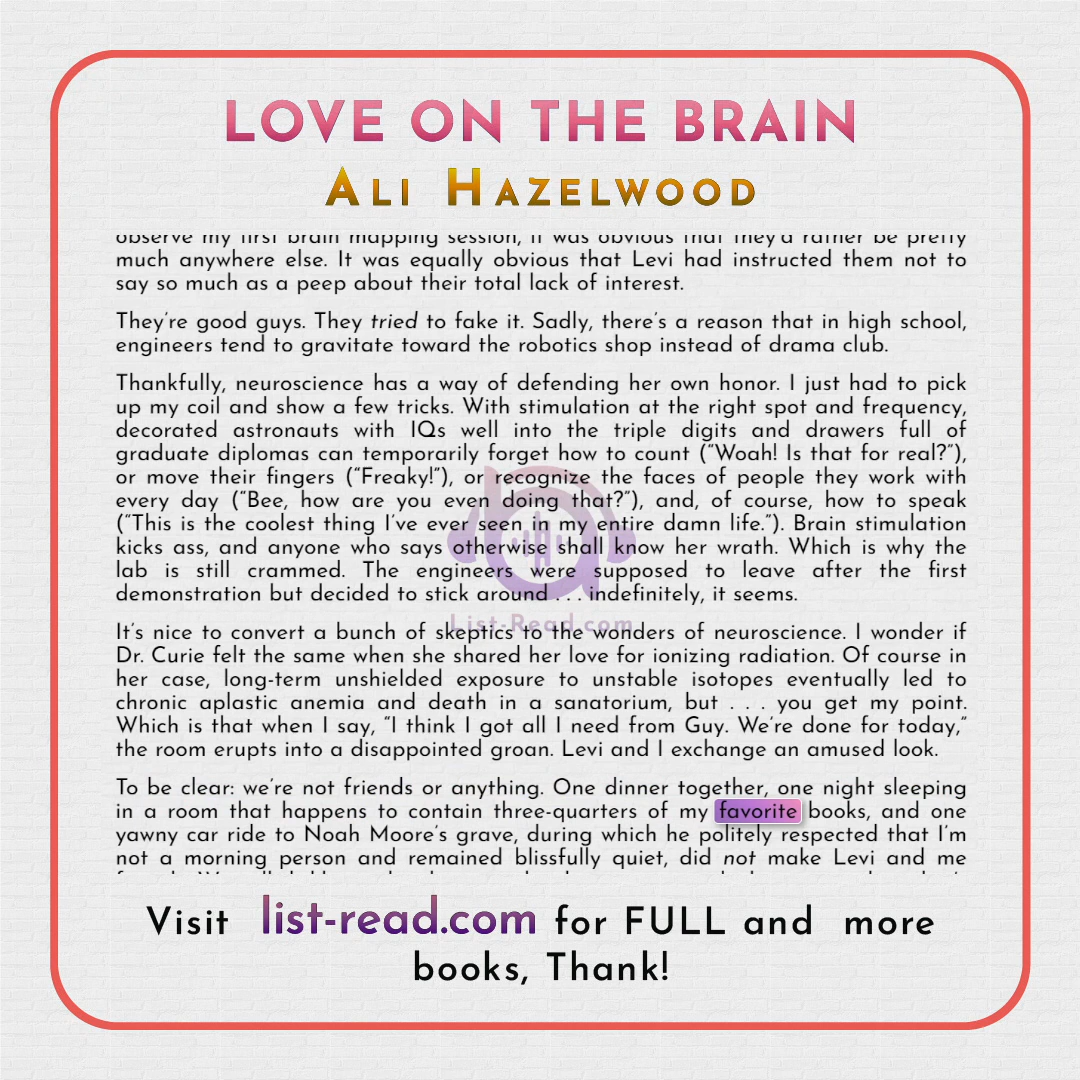 LOVE ON THE BRAIN
ALI HAZELWOOD
observe my first brain mapping session, it was obvious that they'd rather be pretty
much anywhere else. It was equally obvious that Levi had instructed them not to
say so much as a peep about their total lack of interest.
They're good guys. They tried to fake it. Sadly, there's a reason that in high school,
engineers tend to gravitate toward the robotics shop instead of drama club.
Thankfully, neuroscience has a way of defending her own honor. I just had to pick
up my coil and show a few tricks. With stimulation at the right spot and frequency,
decorated astronauts with IQs well into the triple digits and drawers full of
graduate diplomas can temporarily forget how to count (“Woah! Is that for real?”),
or move their fingers (“Freaky!”), or recognize the faces of people they work with
every day (“Bee, how are you even doing that?”), and, of course, how to speak
(“This is the coolest thing I've ever seen in my entire damn life.”). Brain stimulation
kicks ass, and anyone who says otherwise shall know her wrath. Which is why the
lab is still crammed. The engineers were supposed to leave after the first
demonstration but decided to stick around . . . indefinitely, it seems.
List-Read.com
It's nice to convert a bunch of skeptics to the wonders of neuroscience. I wonder if
Dr. Curie felt the same when she shared her love for ionizing radiation. Of course in
her case, long-term unshielded exposure to unstable isotopes eventually led to
chronic aplastic anemia and death in a sanatorium, but . . . you get my point.
Which is that when I say, “I think I got all I need from Guy. We're done for today,”
the room erupts into a disappointed groan. Levi and I exchange an amused look.
To be clear: we're not friends or anything. One dinner together, one night sleeping
in a room that happens to contain three-quarters of my favorite books, and one
yawny car ride to Noah Moore's grave, during which he politely respected that I'm
not a morning person and remained blissfully quiet, did not make Levi and me
Visit list-read.com for FULL and more
books, Thank!